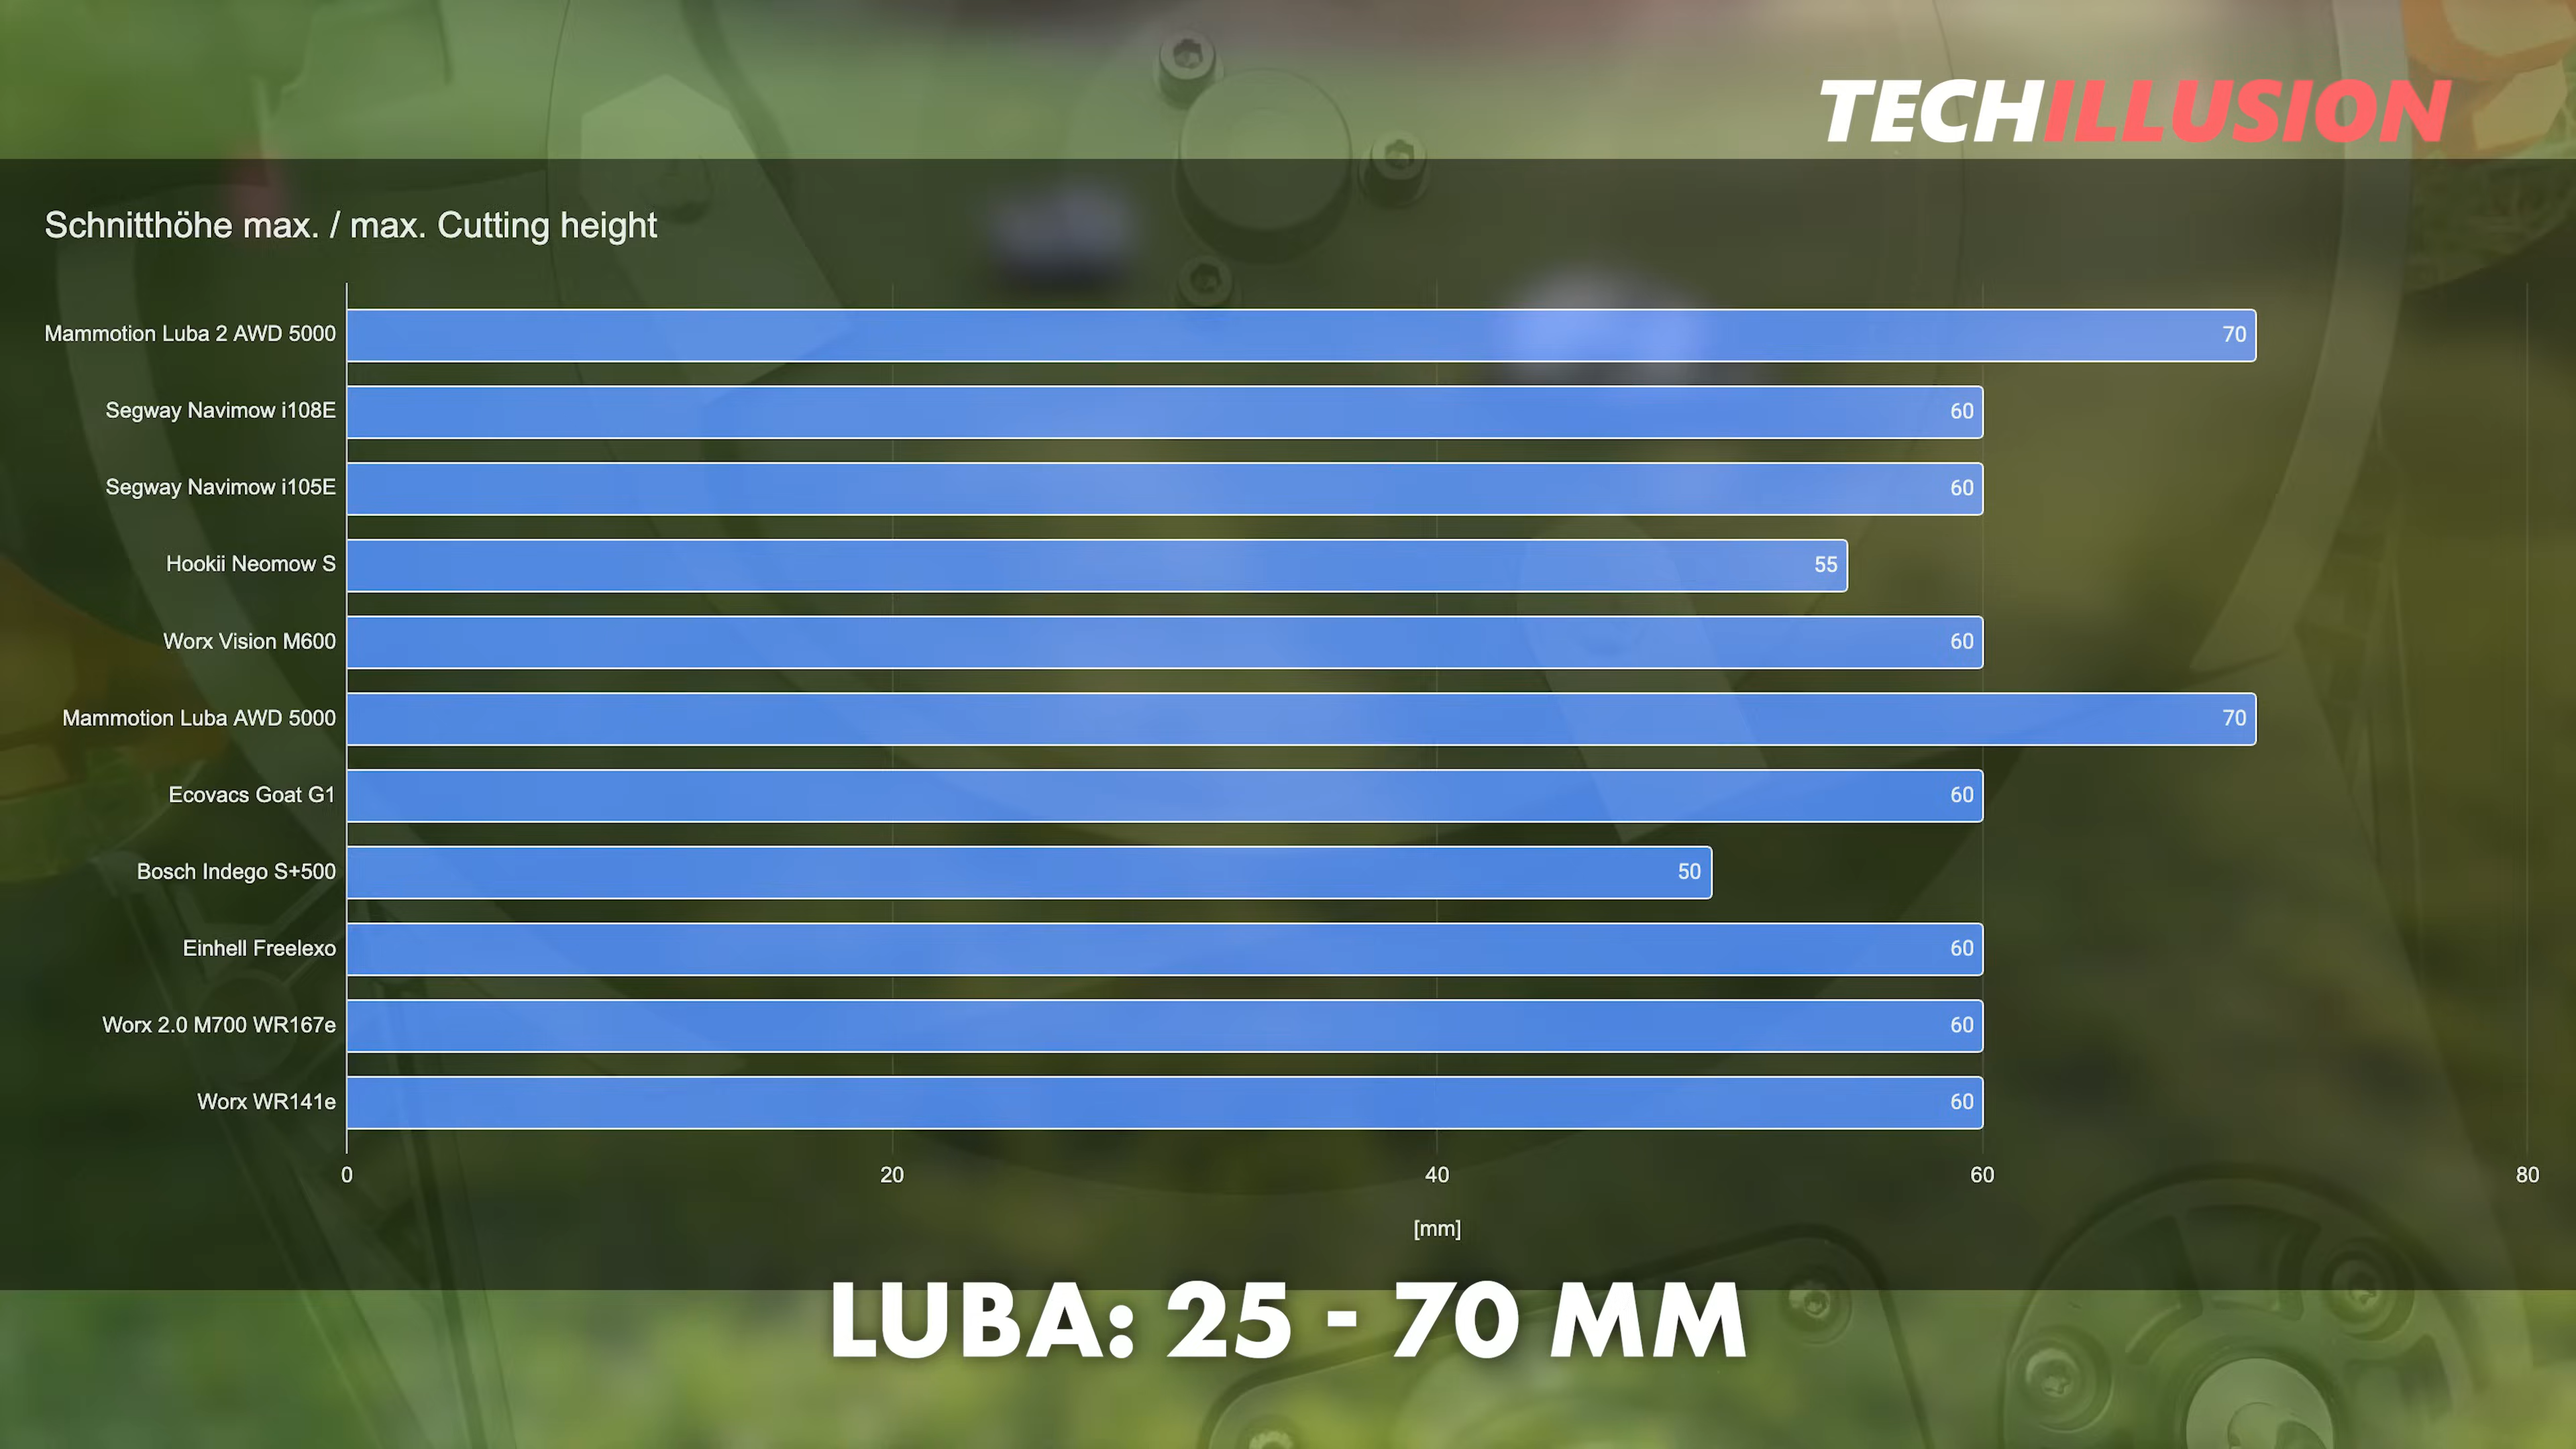 TECHILLUSION
Schnitthöhe max. / max. Cutting height
Mammotion Luba 2 AWD 5000 70
Segway Navimow i108E 60
Segway Navimow i105E 60
Hookii Neomow S 55
Worx Vision M600 60
Mammotion Luba AWD 5000 70
Ecovacs Goat G1 60
Bosch Indego S+500 50
Einhell Freelexo 60
Worx 2.0 M700 WR167e 60
Worx WR141e 60
0 20 40 60 80
[mm]
LUBA: 25 - 70 MM